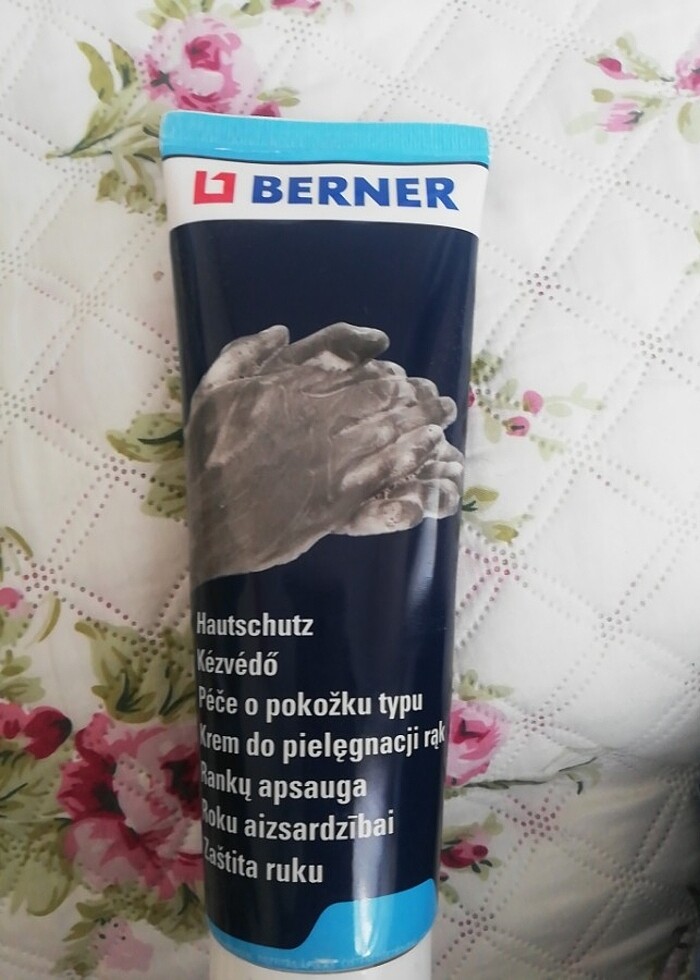 BERNER
Hautschutz
Kézvédő
Péče o pokožku typu
Krem do pielęgnacji rąk
Rankų apsauga
Roku aizsardzībai
Zaštita ruku